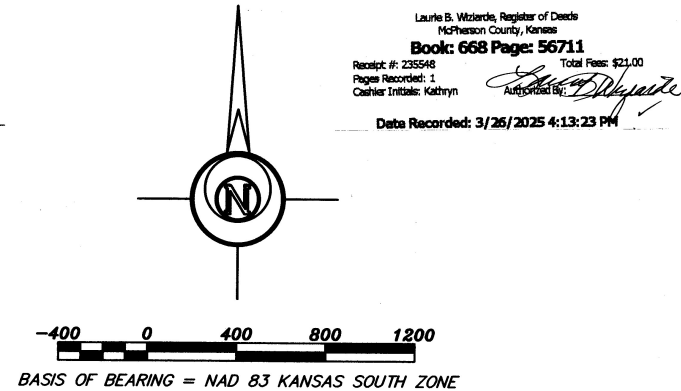 Laurie B. Wiziarde, Register of Deeds
McPherson County, Kansas
Book: 668 Page: 56711
Receipt #: 235548 Total Fees: $21.00
Pages Recorded: 1
Cashier Initials: Kathryn Authorized By: Laurie B Wiziarde
Date Recorded: 3/26/2025 4:13:23 PM
N
-400 0 400 800 1200
BASIS OF BEARING = NAD 83 KANSAS SOUTH ZONE